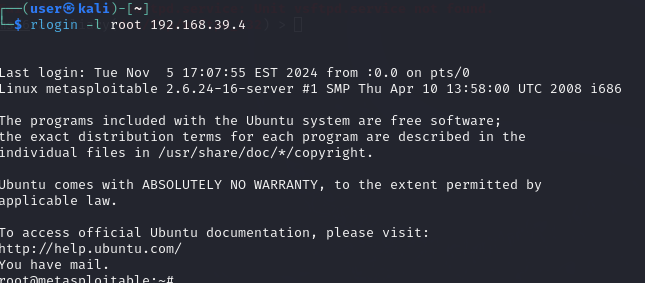 ┌──(user㉿kali)-[~]
└─$ rlogin -l root 192.168.39.4
Last login: Tue Nov  5 17:07:55 EST 2024 from :0.0 on pts/0
Linux metasploitable 2.6.24-16-server #1 SMP Thu Apr 10 13:58:00 UTC 2008 i686
The programs included with the Ubuntu system are free software;
the exact distribution terms for each program are described in the
individual files in /usr/share/doc/*/copyright.
Ubuntu comes with ABSOLUTELY NO WARRANTY, to the extent permitted by
applicable law.
To access official Ubuntu documentation, please visit:
http://help.ubuntu.com/
You have mail.
root@metasploitable:~#